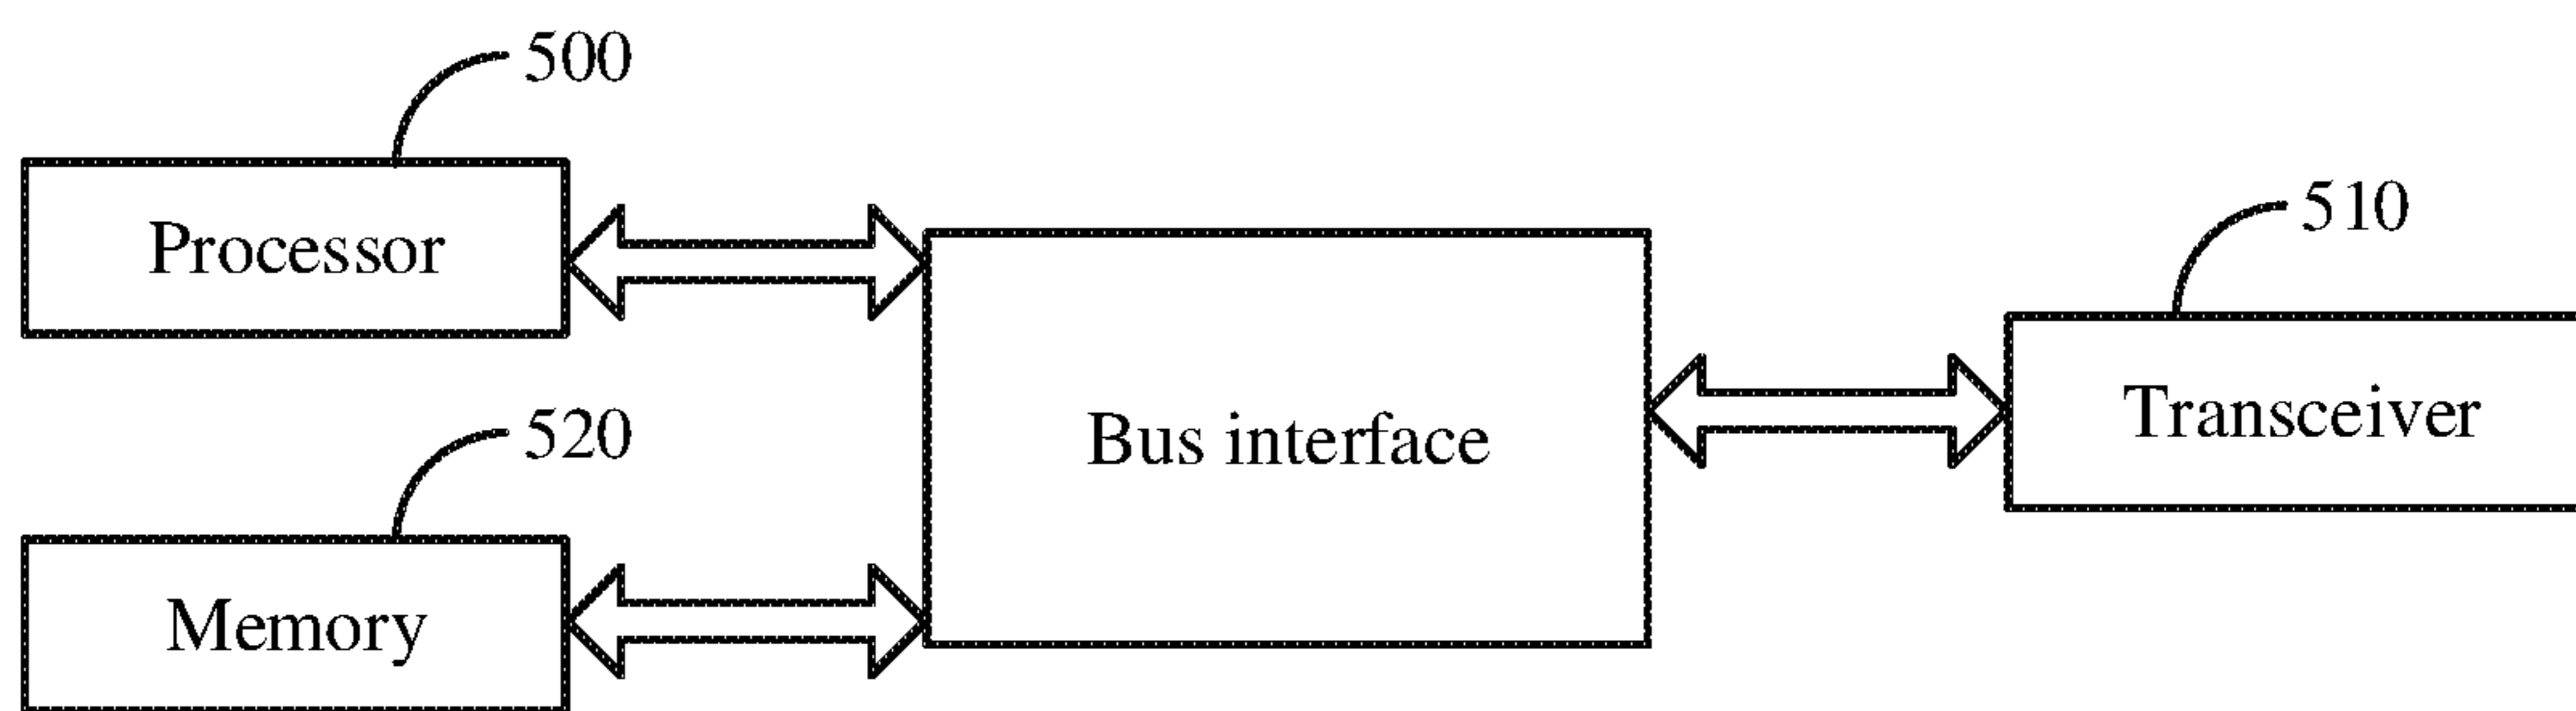 500
Processor
510
Bus interface
Transceiver
520
Memory